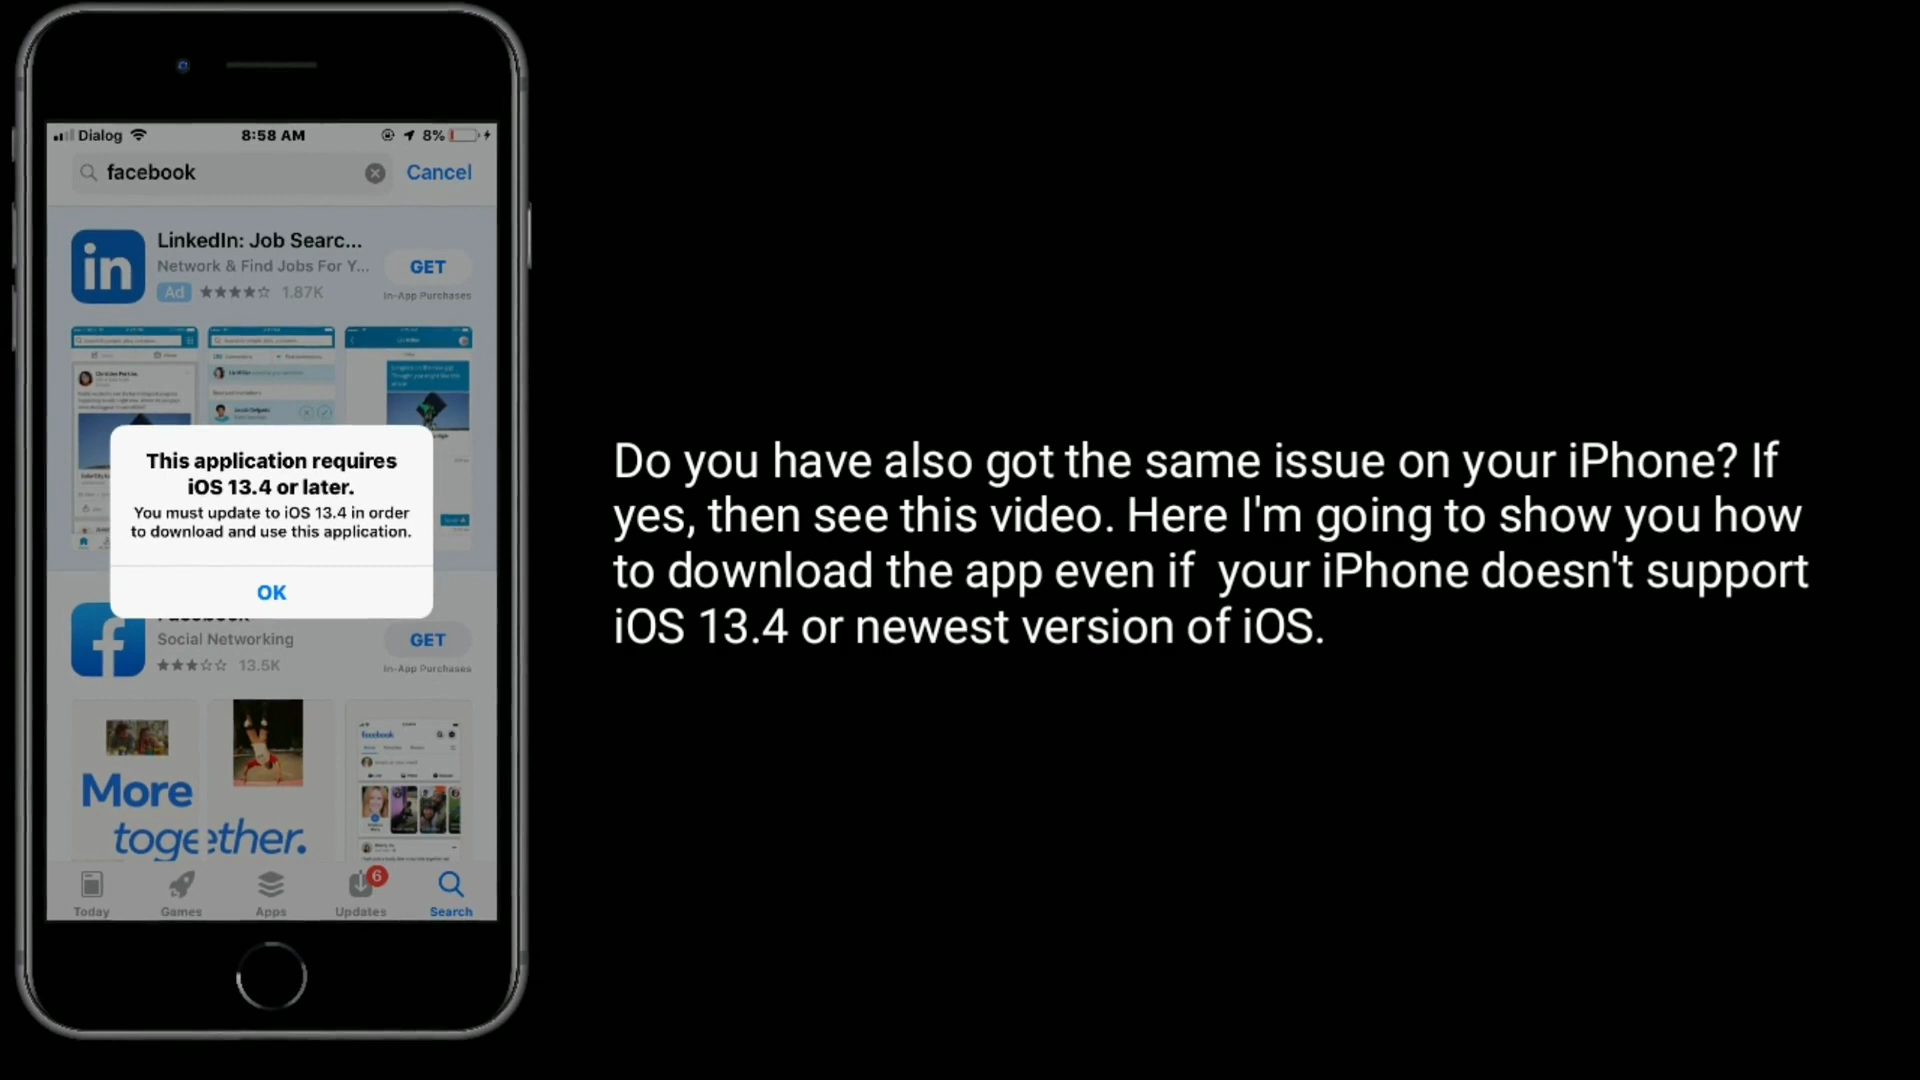 Dialog 8:58 AM 8%
facebook Cancel
LinkedIn: Job Searc...
Network & Find Jobs For Y...
GET
Ad 1.87K
In-App Purchases
This application requires
iOS 13.4 or later.
You must update to iOS 13.4 in order
to download and use this application.
OK
Facebook
Social Networking
GET
13.5K
In-App Purchases
facebook
More
together.
Today Games Apps Updates 6 Search
Do you have also got the same issue on your iPhone? If
yes, then see this video. Here I'm going to show you how
to download the app even if your iPhone doesn't support
iOS 13.4 or newest version of iOS.